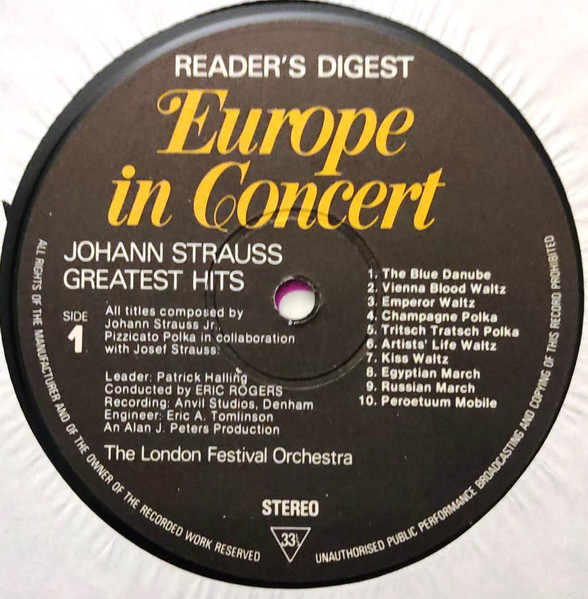 READER'S DIGEST
Europe
in Concert
JOHANN STRAUSS
GREATEST HITS
SIDE
1
All titles composed by
Johann Strauss Jr.,
Pizzicato Polka in collaboration
with Josef Strauss.
Leader: Patrick Halling
Conducted by ERIC ROGERS
Recording: Anvil Studios, Denham
Engineer: Eric A. Tomlinson
An Alan J. Peters Production
The London Festival Orchestra
1. The Blue Danube
2. Vienna Blood Waltz
3. Emperor Waltz
4. Champagne Polka
5. Tritsch Tratsch Polka
6. Artists' Life Waltz
7. Kiss Waltz
8. Egyptian March
9. Russian March
10. Peroetuum Mobile
STEREO
33⅓
ALL RIGHTS OF THE MANUFACTURER AND OF THE OWNER OF THE RECORDED WORK RESERVED
UNAUTHORISED PUBLIC PERFORMANCE BROADCASTING AND COPYING OF THIS RECORD PROHIBITED